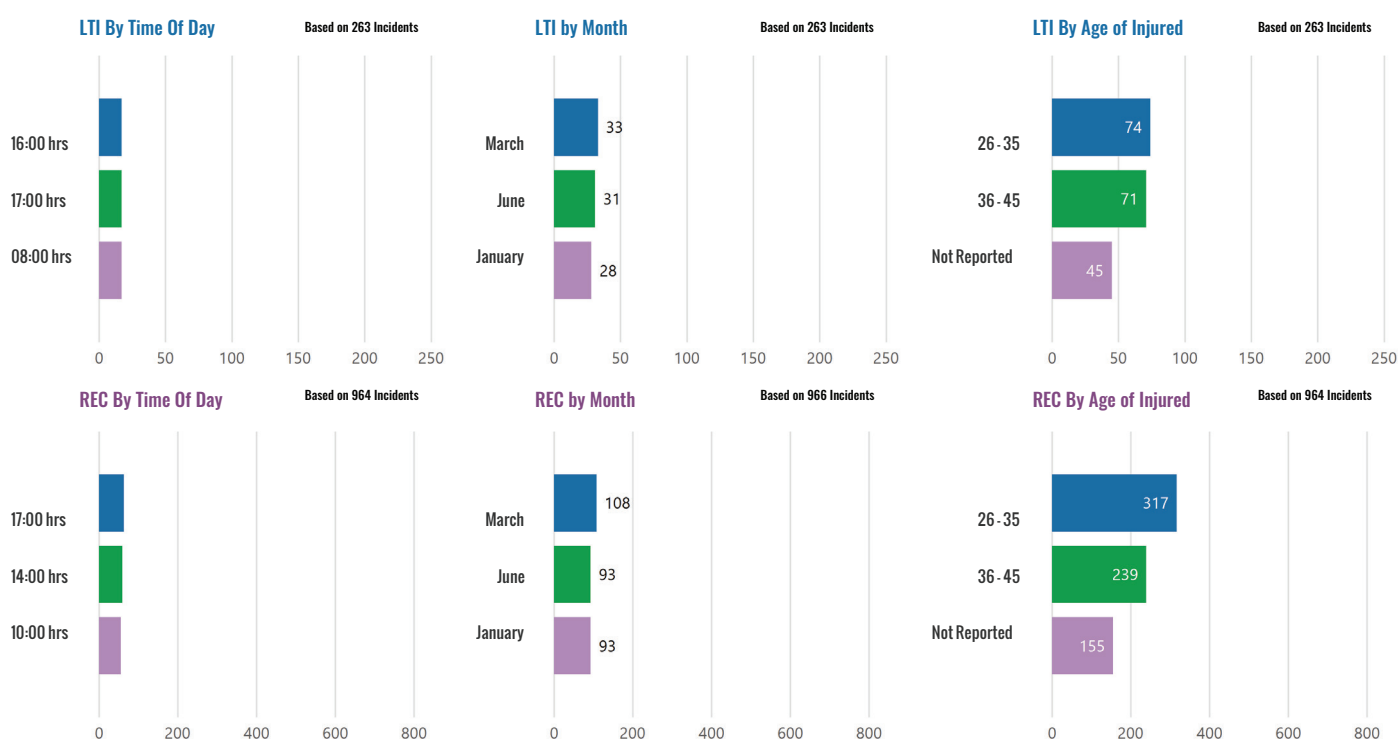 LTI By Time Of Day
Based on 263 Incidents
16:00 hrs
17:00 hrs
08:00 hrs
0 50 100 150 200 250
LTI by Month
Based on 263 Incidents
March 33
June 31
January 28
0 50 100 150 200 250
LTI By Age of Injured
Based on 263 Incidents
26 - 35 74
36 - 45 71
Not Reported 45
0 50 100 150 200 250
REC By Time Of Day
Based on 964 Incidents
17:00 hrs
14:00 hrs
10:00 hrs
0 200 400 600 800
REC by Month
Based on 966 Incidents
March 108
June 93
January 93
0 200 400 600 800
REC By Age of Injured
Based on 964 Incidents
26 - 35 317
36 - 45 239
Not Reported 155
0 200 400 600 800